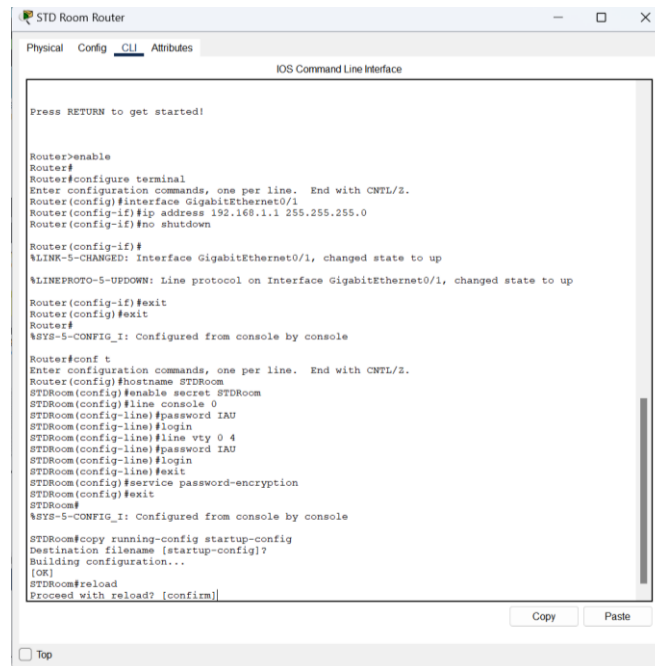 STD Room Router
Physical Config CLI Attributes
IOS Command Line Interface
Press RETURN to get started!
Router>enable
Router#
Router#configure terminal
Enter configuration commands, one per line.  End with CNTL/Z.
Router(config)#interface GigabitEthernet0/1
Router(config-if)#ip address 192.168.1.1 255.255.255.0
Router(config-if)#no shutdown
Router(config-if)#
%LINK-5-CHANGED: Interface GigabitEthernet0/1, changed state to up
%LINEPROTO-5-UPDOWN: Line protocol on Interface GigabitEthernet0/1, changed state to up
Router(config-if)#exit
Router(config)#exit
Router#
%SYS-5-CONFIG_I: Configured from console by console
Router#conf t
Enter configuration commands, one per line.  End with CNTL/Z.
Router(config)#hostname STDRoom
STDRoom(config)#enable secret STDRoom
STDRoom(config)#line console 0
STDRoom(config-line)#password IAU
STDRoom(config-line)#login
STDRoom(config-line)#line vty 0 4
STDRoom(config-line)#password IAU
STDRoom(config-line)#login
STDRoom(config-line)#exit
STDRoom(config)#service password-encryption
STDRoom(config)#exit
STDRoom#
%SYS-5-CONFIG_I: Configured from console by console
STDRoom#copy running-config startup-config
Destination filename [startup-config]?
Building configuration...
[OK]
STDRoom#reload
Proceed with reload? [confirm]
Copy Paste
Top